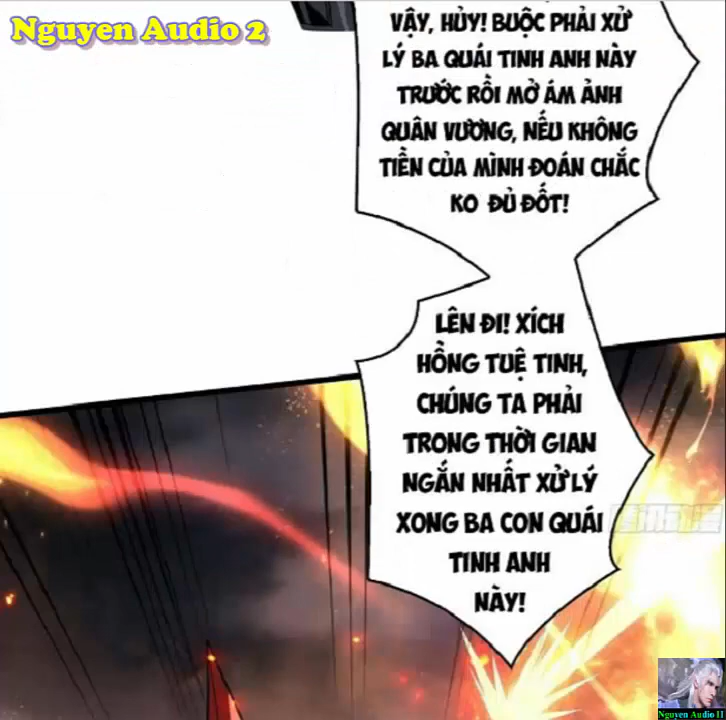 Nguyen Audio 2
VẬY, HỦY! BUỘC PHẢI XỬ
LÝ BA QUÁI TINH ANH NÀY
TRƯỚC RỒI MỞ ÁM ẢNH
QUÂN VƯƠNG, NẾU KHÔNG
TIỀN CỦA MÌNH ĐOÁN CHẮC
KO ĐỦ ĐỐT!
LÊN ĐI! XÍCH
HỒNG TUỆ TINH,
CHÚNG TA PHẢI
TRONG THỜI GIAN
NGẮN NHẤT XỬ LÝ
XONG BA CON QUÁI
TINH ANH
NÀY!
Nguyen Audio II